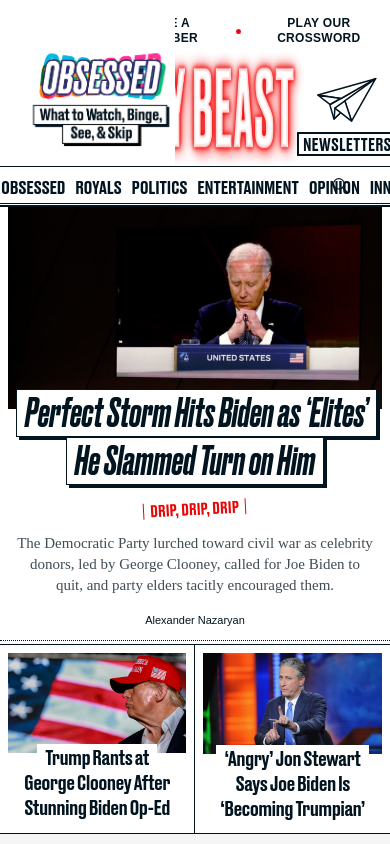 E A
BER
PLAY OUR
CROSSWORD
OBSESSED
What to Watch, Binge,
See, & Skip
Y BEAST
NEWSLETTERS
OBSESSED ROYALS POLITICS ENTERTAINMENT OPINION INN
UNITED STATES
Perfect Storm Hits Biden as ‘Elites’
He Slammed Turn on Him
DRIP, DRIP, DRIP
The Democratic Party lurched toward civil war as celebrity
donors, led by George Clooney, called for Joe Biden to
quit, and party elders tacitly encouraged them.
Alexander Nazaryan
Trump Rants at
George Clooney After
Stunning Biden Op-Ed
‘Angry’ Jon Stewart
Says Joe Biden Is
‘Becoming Trumpian’